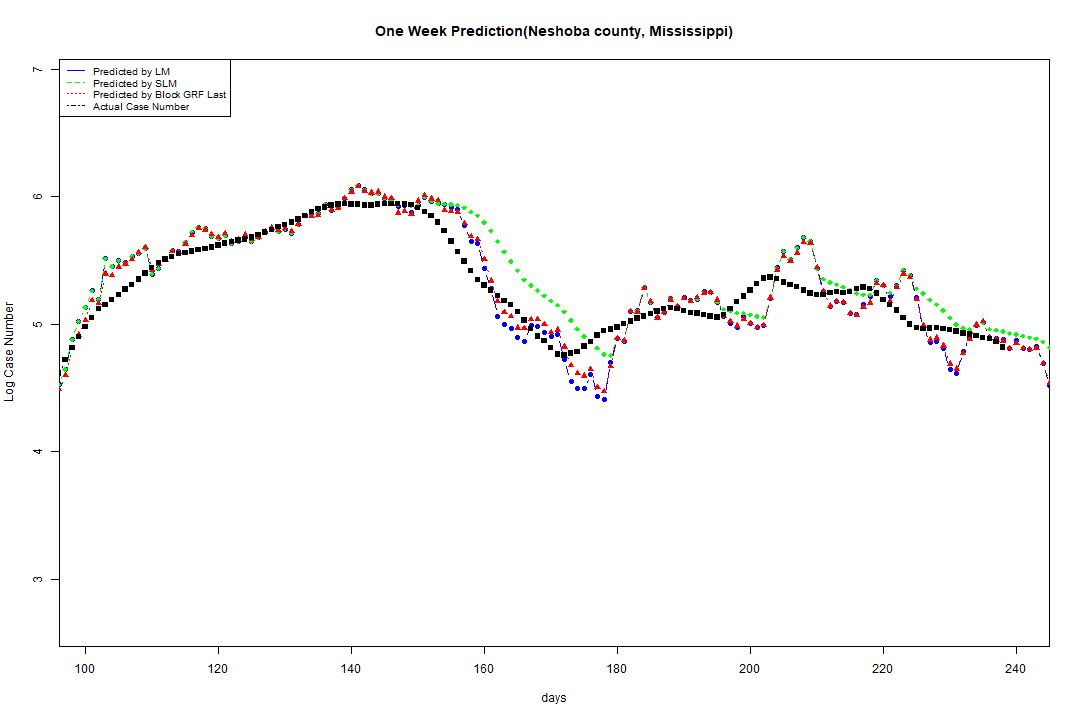 One Week Prediction(Neshoba county, Mississippi)
Predicted by LM
Predicted by SLM
Predicted by Block GRF Last
Actual Case Number
7
6
5
4
3
Log Case Number
100 120 140 160 180 200 220 240
days